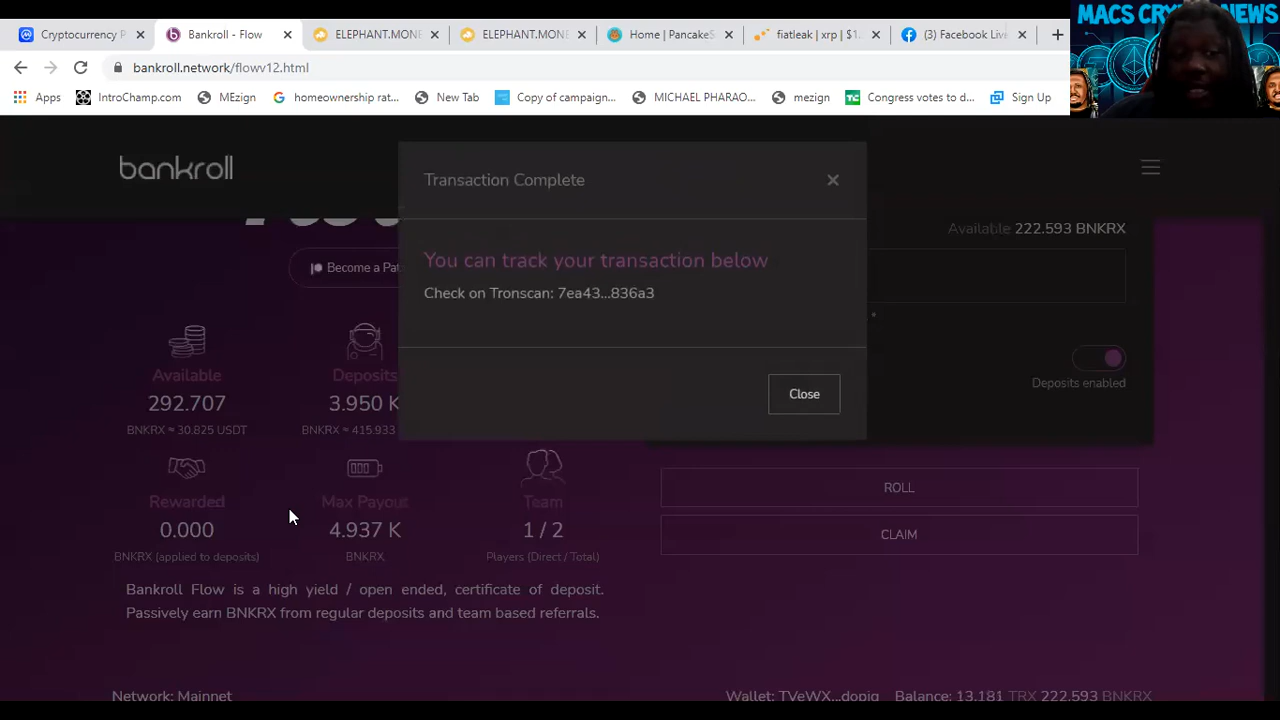 Cryptocurrency P
Bankroll - Flow
ELEPHANT.MONE
ELEPHANT.MONE
Home | PancakeS
fiatleak | xrp | $1.
(3) Facebook Liv
MACS CRYPTO NEWS
bankroll.network/flowv12.html
Apps
IntroChamp.com
MEzign
homeownership rat...
New Tab
Copy of campaign...
MICHAEL PHARAO...
mezign
Congress votes to d...
Sign Up
bankroll
Transaction Complete
You can track your transaction below
Check on Tronscan: 7ea43...836a3
Close
Become a Pat
Available 222.593 BNKRX
Deposits enabled
Available
292.707
BNKRX ≈ 30.825 USDT
Deposits
3.950 K
BNKRX ≈ 415.933
Rewarded
0.000
BNKRX (applied to deposits)
Max Payout
4.937 K
BNKRX
Team
1 / 2
Players (Direct / Total)
ROLL
CLAIM
Bankroll Flow is a high yield / open ended, certificate of deposit.
Passively earn BNKRX from regular deposits and team based referrals.
Network: Mainnet
Wallet: TVeWX...dopig Balance: 13.181 TRX 222.593 BNKRX